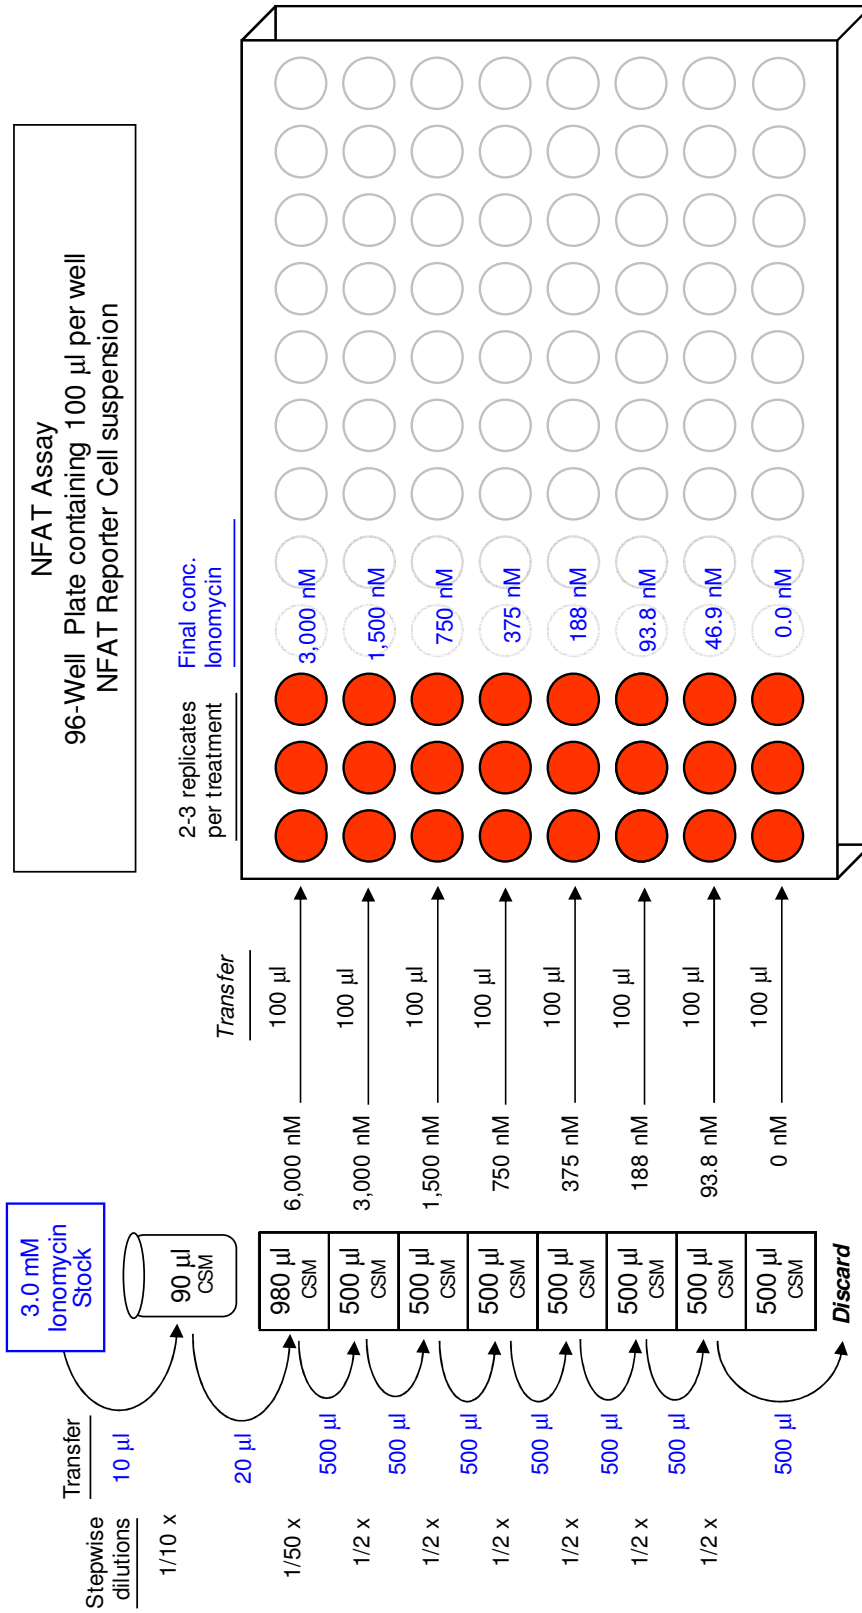 NFAT Assay
96-Well Plate containing 100 µl per well
NFAT Reporter Cell suspension
Stepwise
dilutions
Transfer
1/10 x
10 µl
3.0 mM
Ionomycin
Stock
20 µl
90 µl
CSM
Transfer
2-3 replicates
per treatment
Final conc.
Ionomycin
1/50 x
980 µl
CSM
6,000 nM
100 µl
3,000 nM
500 µl
1/2 x
500 µl
CSM
3,000 nM
100 µl
1,500 nM
500 µl
1/2 x
500 µl
CSM
1,500 nM
100 µl
750 nM
500 µl
1/2 x
500 µl
CSM
750 nM
100 µl
375 nM
500 µl
1/2 x
500 µl
CSM
375 nM
100 µl
188 nM
500 µl
1/2 x
500 µl
CSM
188 nM
100 µl
93.8 nM
500 µl
1/2 x
500 µl
CSM
93.8 nM
100 µl
46.9 nM
500 µl
500 µl
CSM
0 nM
100 µl
0.0 nM
Discard